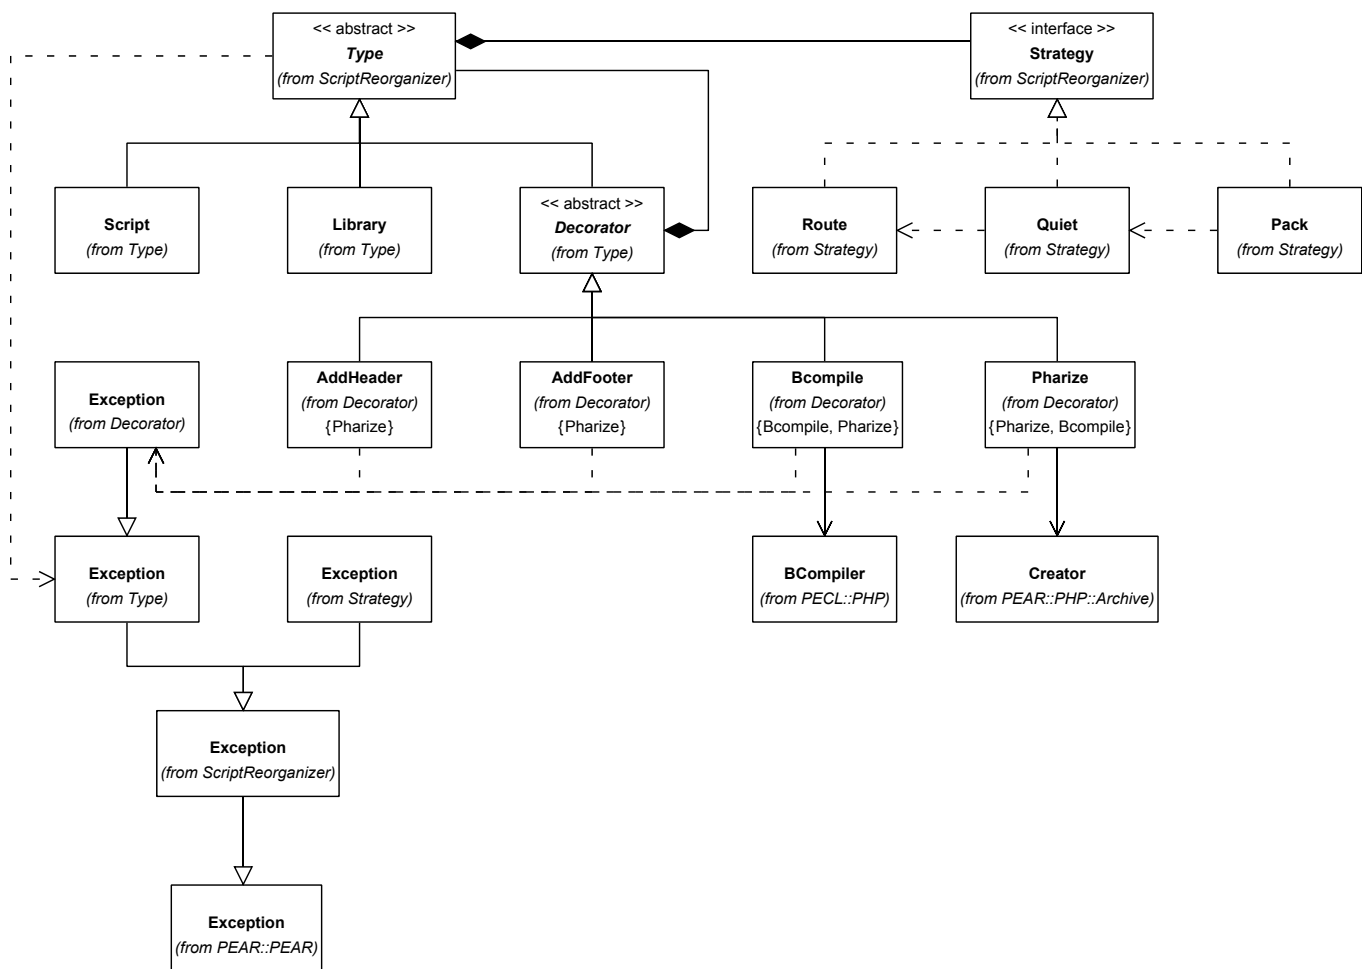 << abstract >>
Type
(from ScriptReorganizer)
<< interface >>
Strategy
(from ScriptReorganizer)
Script
(from Type)
Library
(from Type)
<< abstract >>
Decorator
(from Type)
Route
(from Strategy)
Quiet
(from Strategy)
Pack
(from Strategy)
Exception
(from Decorator)
AddHeader
(from Decorator)
{Pharize}
AddFooter
(from Decorator)
{Pharize}
Bcompile
(from Decorator)
{Bcompile, Pharize}
Pharize
(from Decorator)
{Pharize, Bcompile}
Exception
(from Type)
Exception
(from Strategy)
BCompiler
(from PECL::PHP)
Creator
(from PEAR::PHP::Archive)
Exception
(from ScriptReorganizer)
Exception
(from PEAR::PEAR)